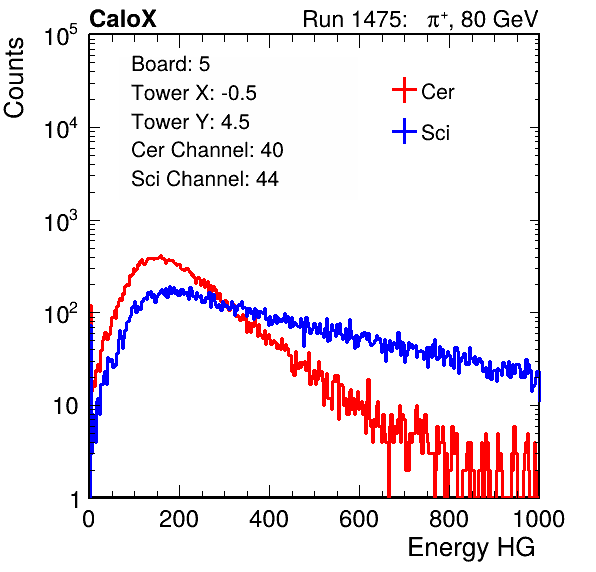 CaloX Run 1475: π⁺, 80 GeV
Counts
10⁵
10⁴
10³
10²
10
1
Board: 5
Tower X: -0.5
Tower Y: 4.5
Cer Channel: 40
Sci Channel: 44
Cer
Sci
0 200 400 600 800 1000
Energy HG